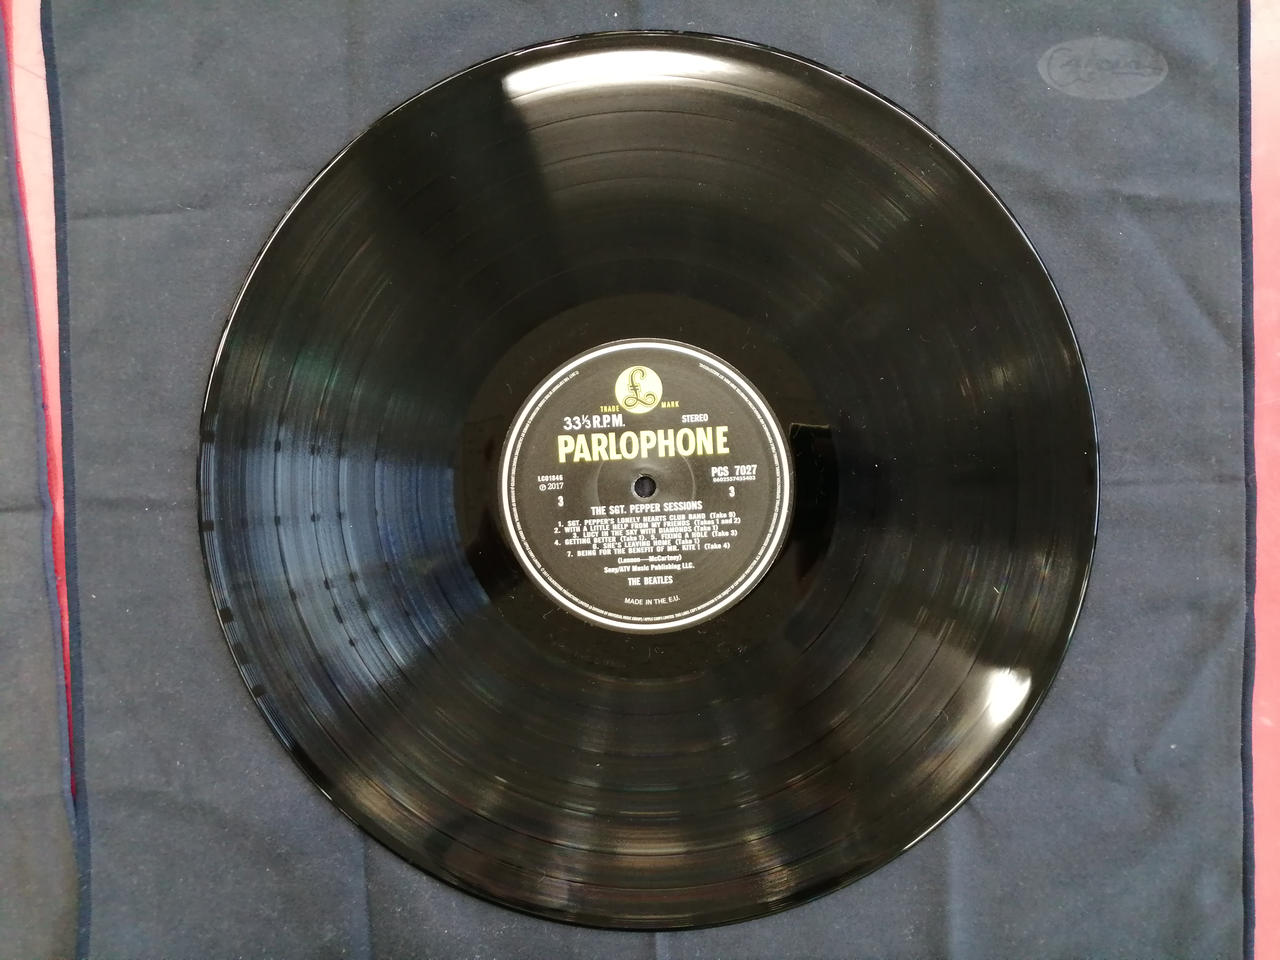 £
TRADE MARK
33⅓ R.P.M. STEREO
PARLOPHONE
LC01846 PCS 7027
℗ 2017 0602557455403
3 3
THE SGT. PEPPER SESSIONS
1. SGT. PEPPER'S LONELY HEARTS CLUB BAND (Take 9)
2. WITH A LITTLE HELP FROM MY FRIENDS (Takes 1 and 2)
3. LUCY IN THE SKY WITH DIAMONDS (Take 1)
4. GETTING BETTER (Take 1). 5. FIXING A HOLE (Take 3)
6. SHE'S LEAVING HOME (Take 1)
7. BEING FOR THE BENEFIT OF MR. KITE! (Take 4)
(Lennon—McCartney)
Sony/ATV Music Publishing LLC.
THE BEATLES
MADE IN THE E.U.